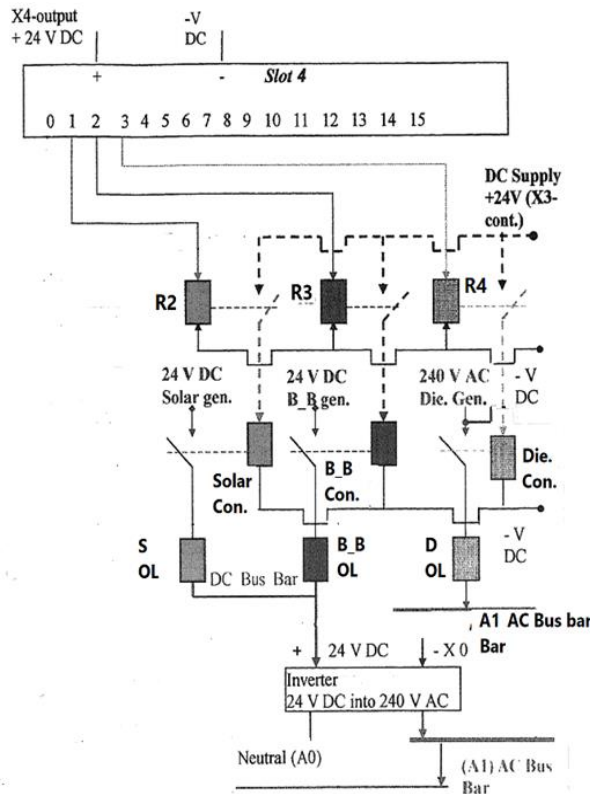 X4-output
+ 24 V DC
-V
DC
+
-
Slot 4
0 1 2 3 4 5 6 7 8 9 10 11 12 13 14 15
DC Supply
+24V (X3-
cont.)
R2
R3
R4
24 V DC
Solar gen.
24 V DC
B_B gen.
240 V AC
Die. Gen.
- V
DC
Solar
Con.
B_B
Con.
Die.
Con.
S
OL
B_B
OL
D
OL
- V
DC
DC Bus Bar
A1 AC Bus bar
Bar
+ 24 V DC
- X 0
Inverter
24 V DC into 240 V AC
Neutral (A0)
(A1) AC Bus
Bar